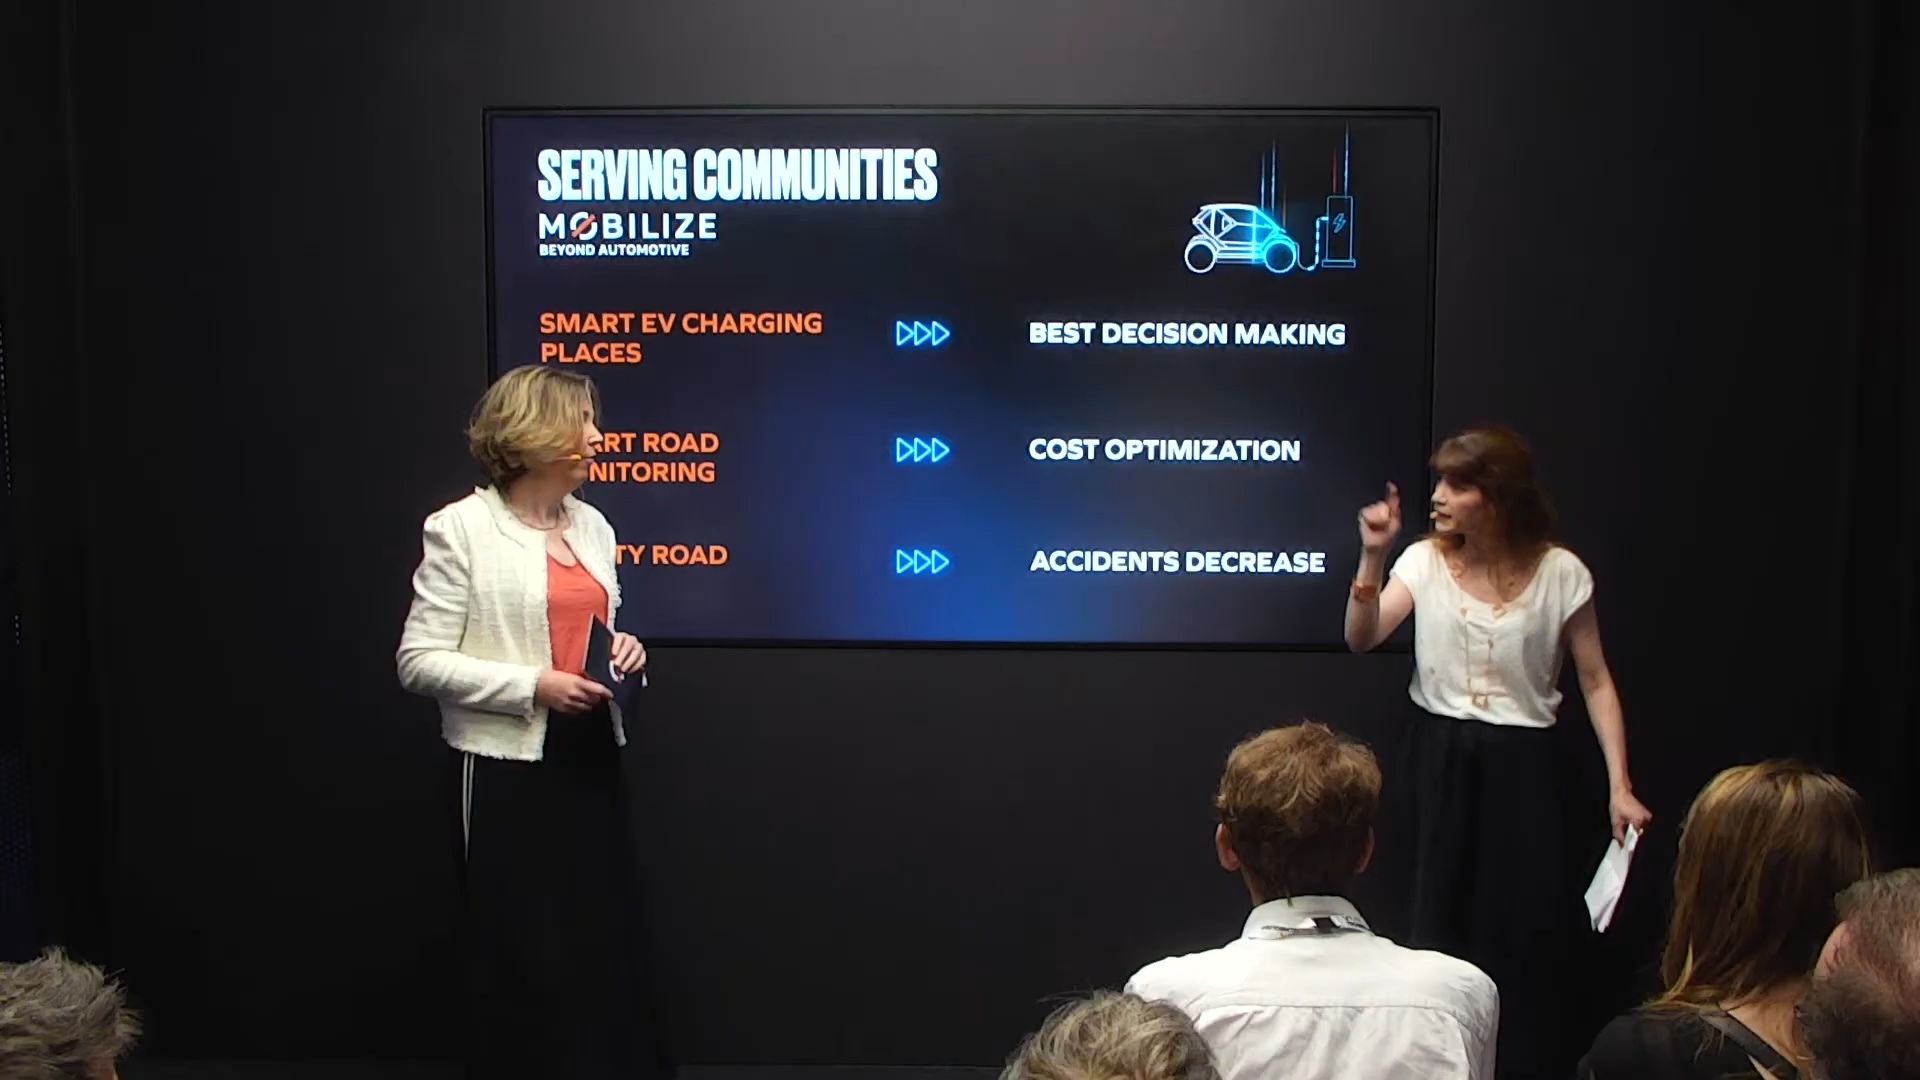 SERVING COMMUNITIES
MOBILIZE
BEYOND AUTOMOTIVE
SMART EV CHARGING
PLACES
BEST DECISION MAKING
RT ROAD
NITORING
COST OPTIMIZATION
TY ROAD
ACCIDENTS DECREASE